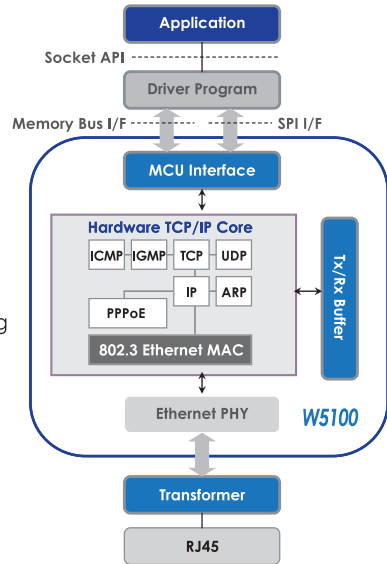 Application
Socket API
Driver Program
Memory Bus I/F
SPI I/F
MCU Interface
Hardware TCP/IP Core
ICMP IGMP TCP UDP
IP ARP
PPPoE
802.3 Ethernet MAC
Tx/Rx Buffer
g
Ethernet PHY
W5100
Transformer
RJ45